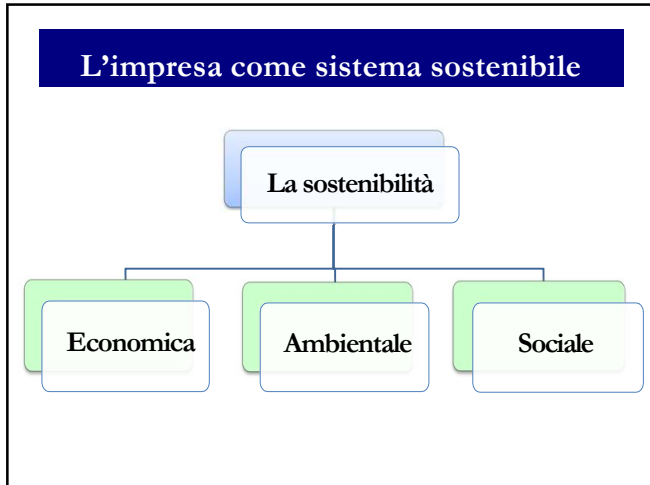 L’impresa come sistema sostenibile
La sostenibilità
Economica
Ambientale
Sociale